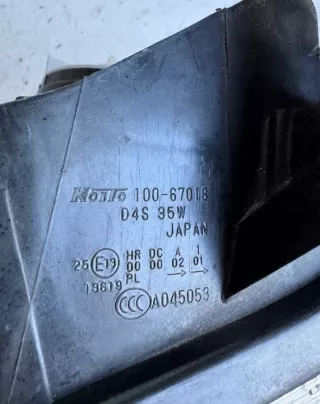 KOITO 100-67018
D4S 35W
JAPAN
HR DC A 1
25 E13 00 00 02 01
13619 PL
CCC A045053